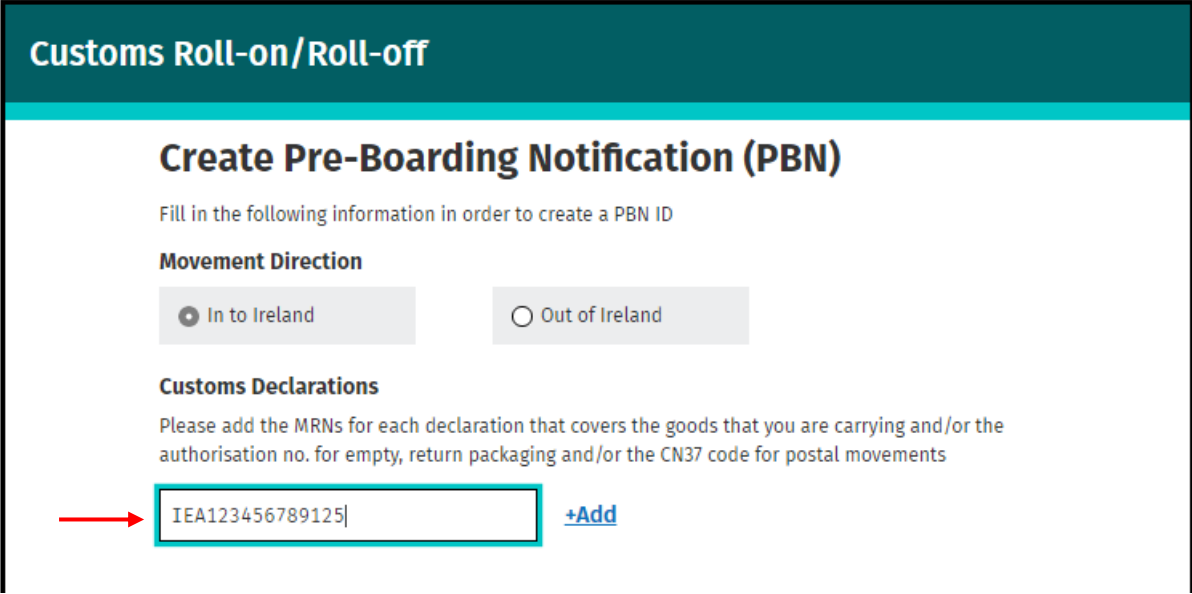 Customs Roll-on/Roll-off
Create Pre-Boarding Notification (PBN)
Fill in the following information in order to create a PBN ID
Movement Direction
In to Ireland
Out of Ireland
Customs Declarations
Please add the MRNs for each declaration that covers the goods that you are carrying and/or the
authorisation no. for empty, return packaging and/or the CN37 code for postal movements
IEA123456789125
+Add